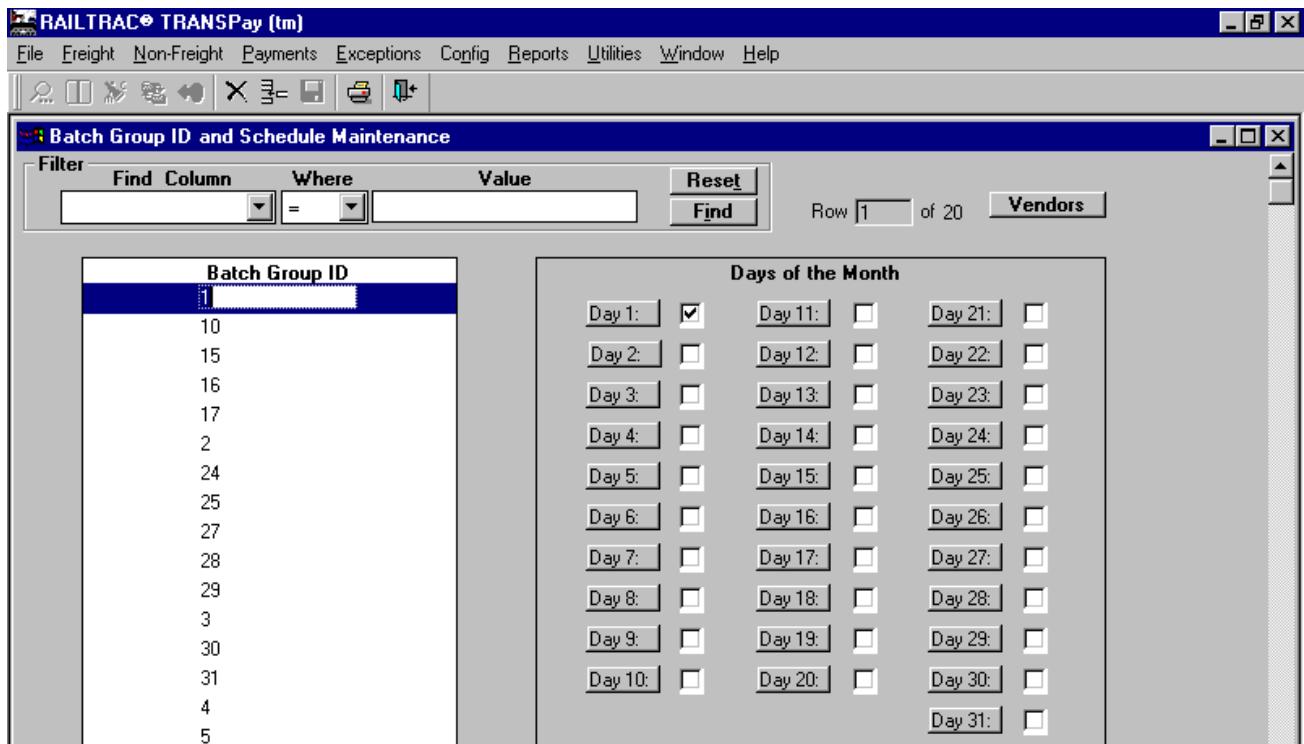 RAILTRAC® TRANSPay (tm)
File Freight Non-Freight Payments Exceptions Config Reports Utilities Window Help
Batch Group ID and Schedule Maintenance
Filter
Find Column Where Value
Reset
=
Find
Row 1 of 20 Vendors
Batch Group ID
1
10
15
16
17
2
24
25
27
28
29
3
30
31
4
5
Days of the Month
Day 1: Day 11: Day 21:
Day 2: Day 12: Day 22:
Day 3: Day 13: Day 23:
Day 4: Day 14: Day 24:
Day 5: Day 15: Day 25:
Day 6: Day 16: Day 26:
Day 7: Day 17: Day 27:
Day 8: Day 18: Day 28:
Day 9: Day 19: Day 29:
Day 10: Day 20: Day 30:
Day 31: